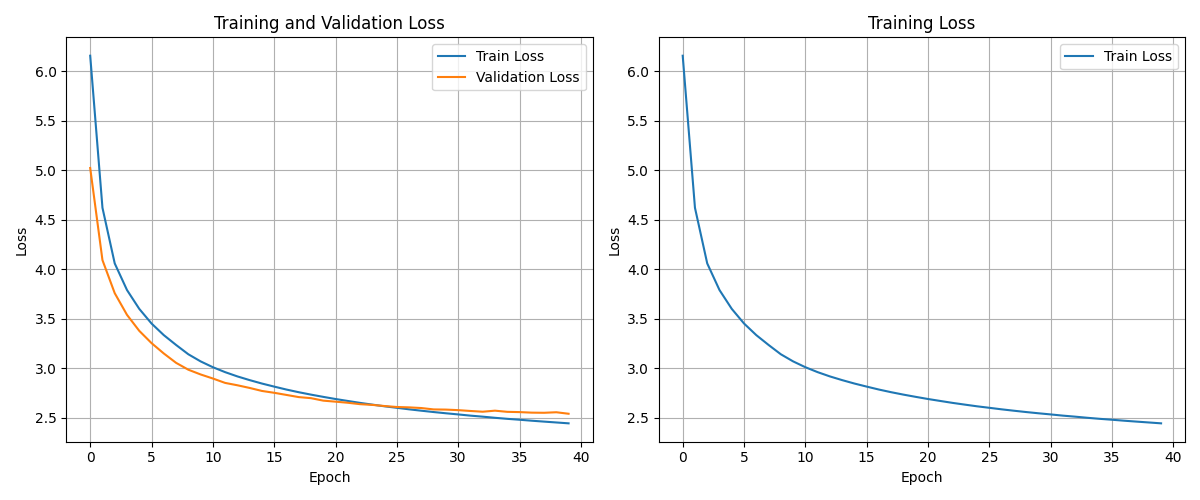 Training and Validation Loss
Train Loss
Validation Loss
6.0
5.5
5.0
4.5
4.0
3.5
3.0
2.5
Loss
0 5 10 15 20 25 30 35 40
Epoch
Training Loss
Train Loss
6.0
5.5
5.0
4.5
4.0
3.5
3.0
2.5
Loss
0 5 10 15 20 25 30 35 40
Epoch